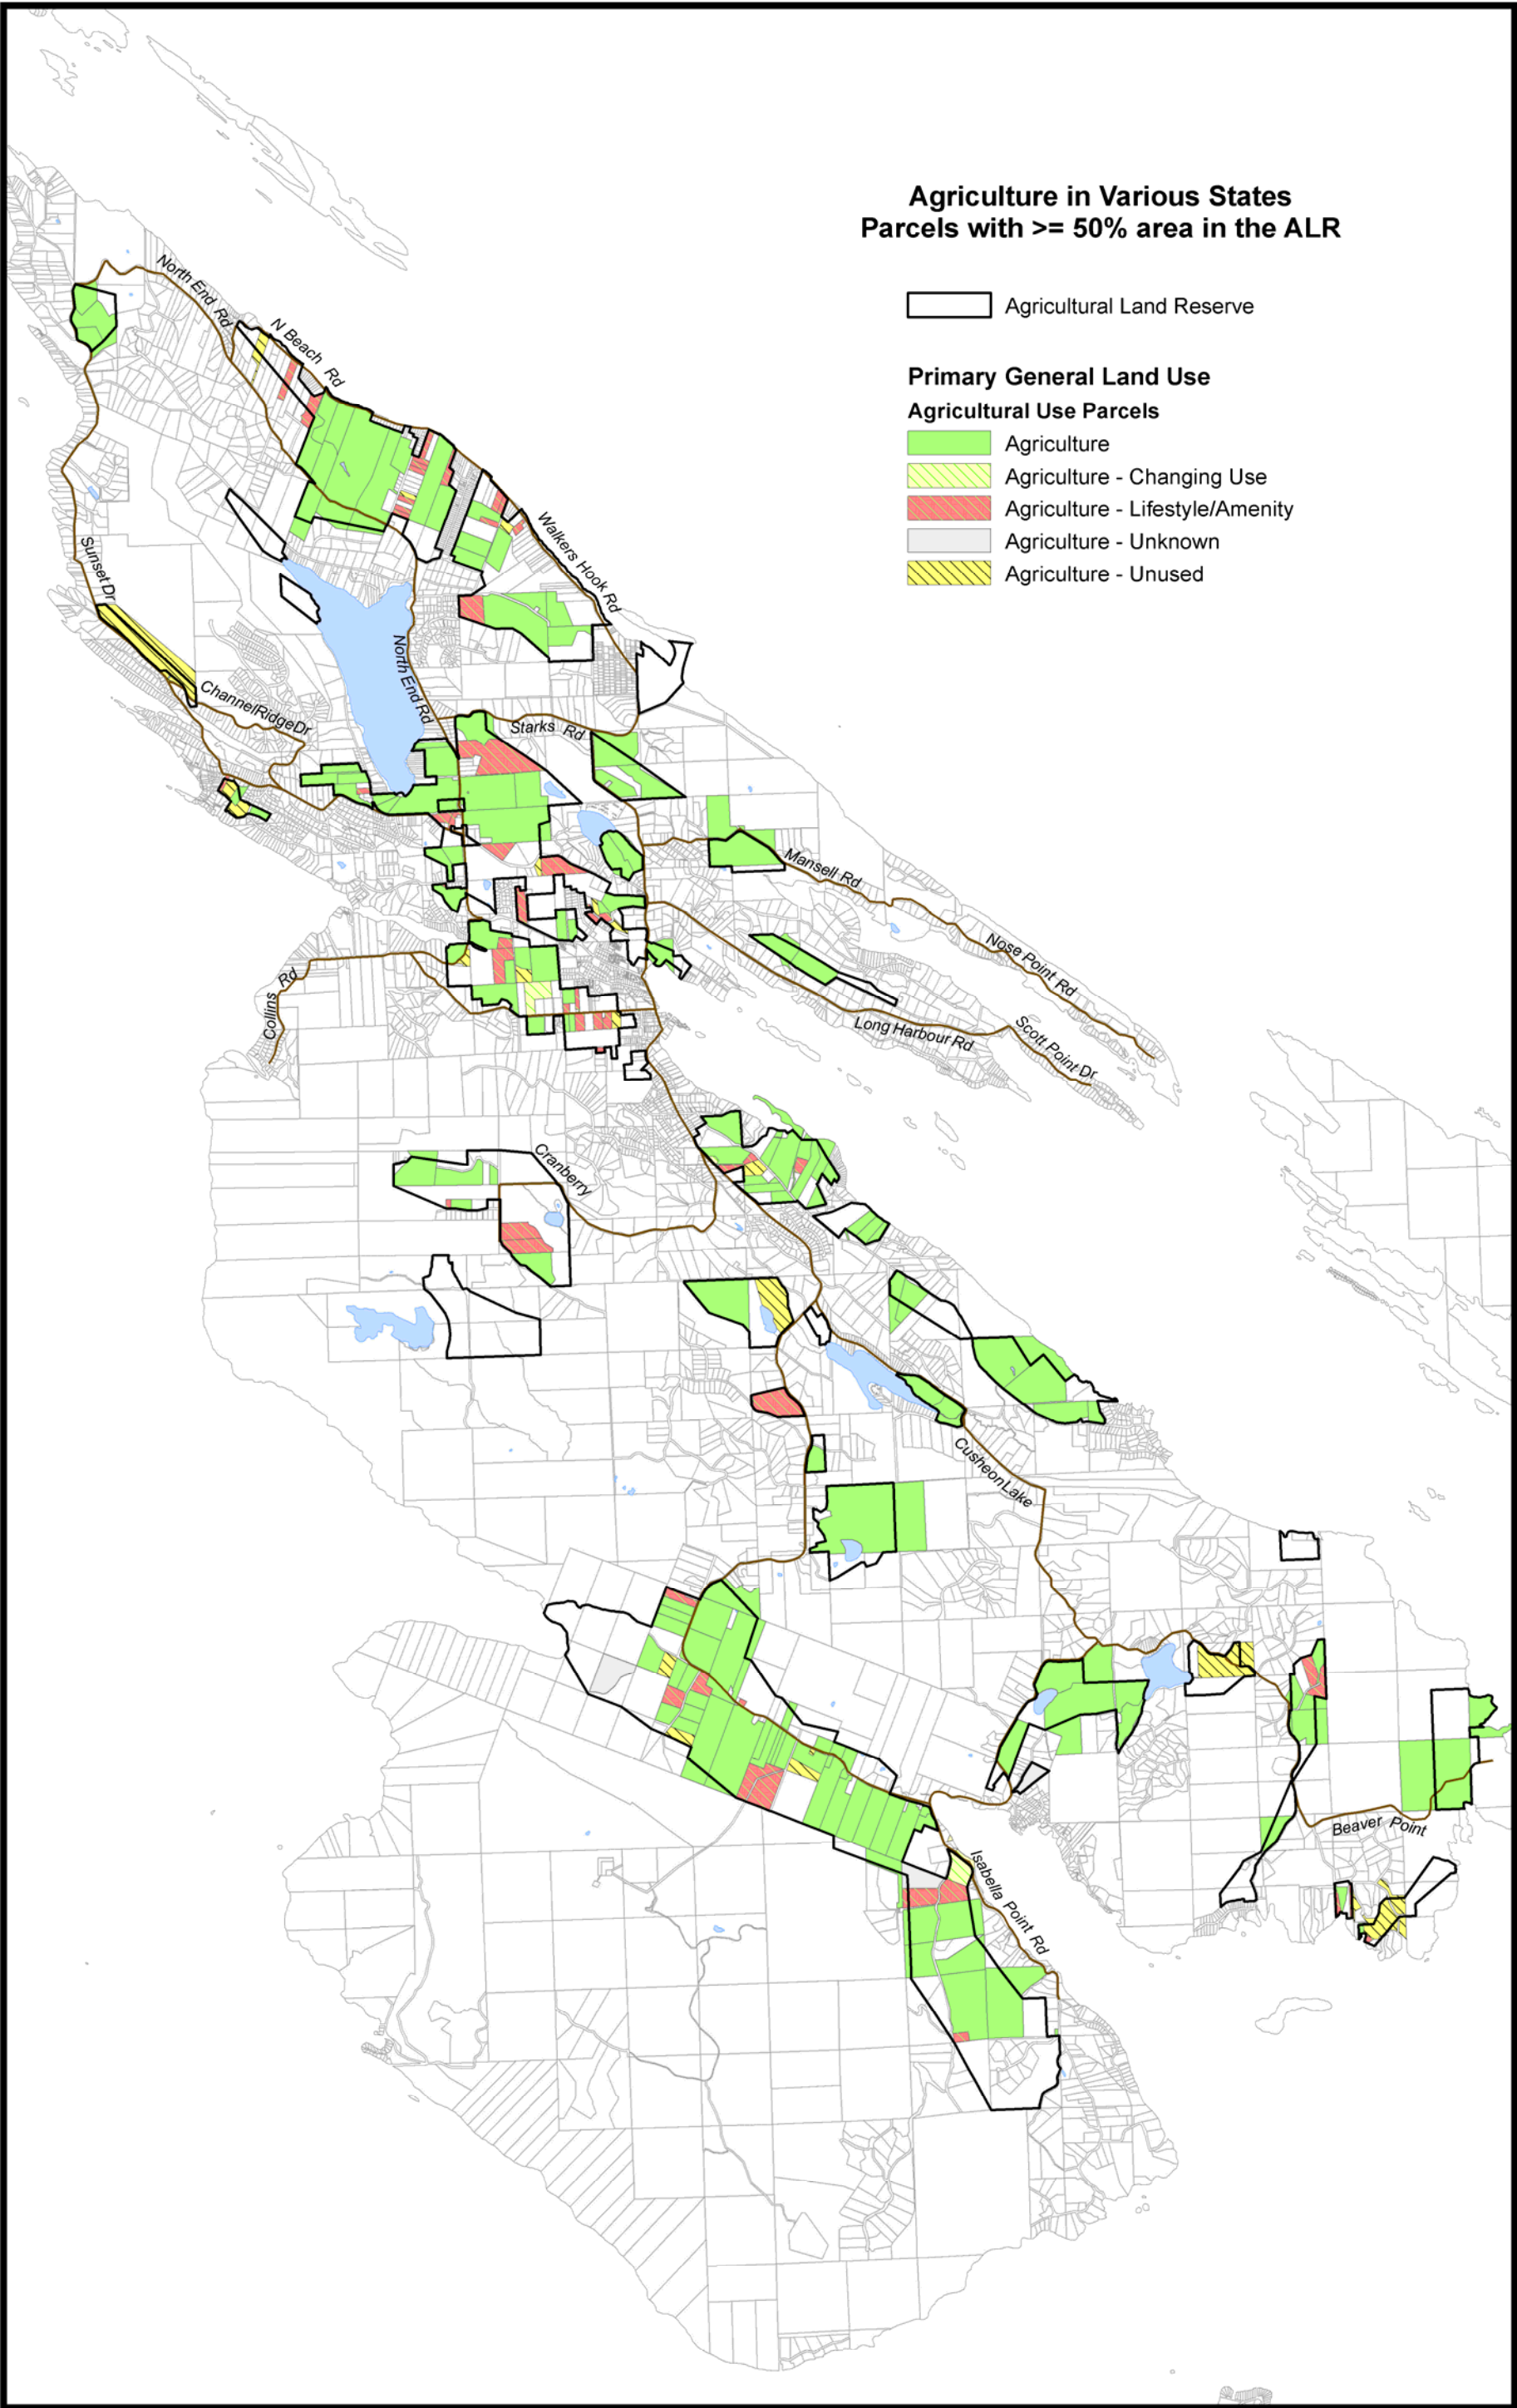 Agriculture in Various States
Parcels with >= 50% area in the ALR
Agricultural Land Reserve
Primary General Land Use
Agricultural Use Parcels
Agriculture
Agriculture - Changing Use
Agriculture - Lifestyle/Amenity
Agriculture - Unknown
Agriculture - Unused
North End Rd
N Beach Rd
Walkers Hook Rd
Sunset Dr
North End Rd
Channel Ridge Dr
Starks Rd
Mansell Rd
Nose Point Rd
Collins Rd
Long Harbour Rd
Scott Point Dr
Cranberry
Cusheon Lake
Beaver Point
Isabella Point Rd